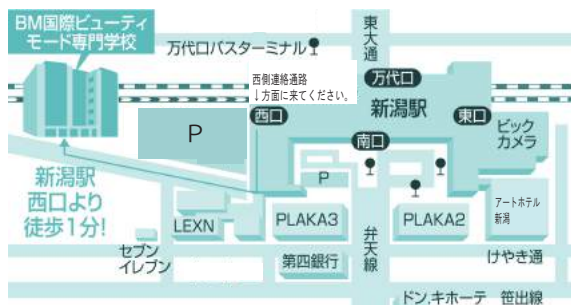 BM国際ビューティ
モード専門学校
万代口バスターミナル
東大通
西側連絡通路
↓方面に来てください。
万代口
新潟駅
西口
東口
南口
P
ビック
カメラ
新潟駅
西口より
徒歩1分!
P
LEXN
PLAKA3
PLAKA2
アートホテル
新潟
セブン
イレブン
第四銀行
弁天線
けやき通
ドン.キホーテ
笹出線